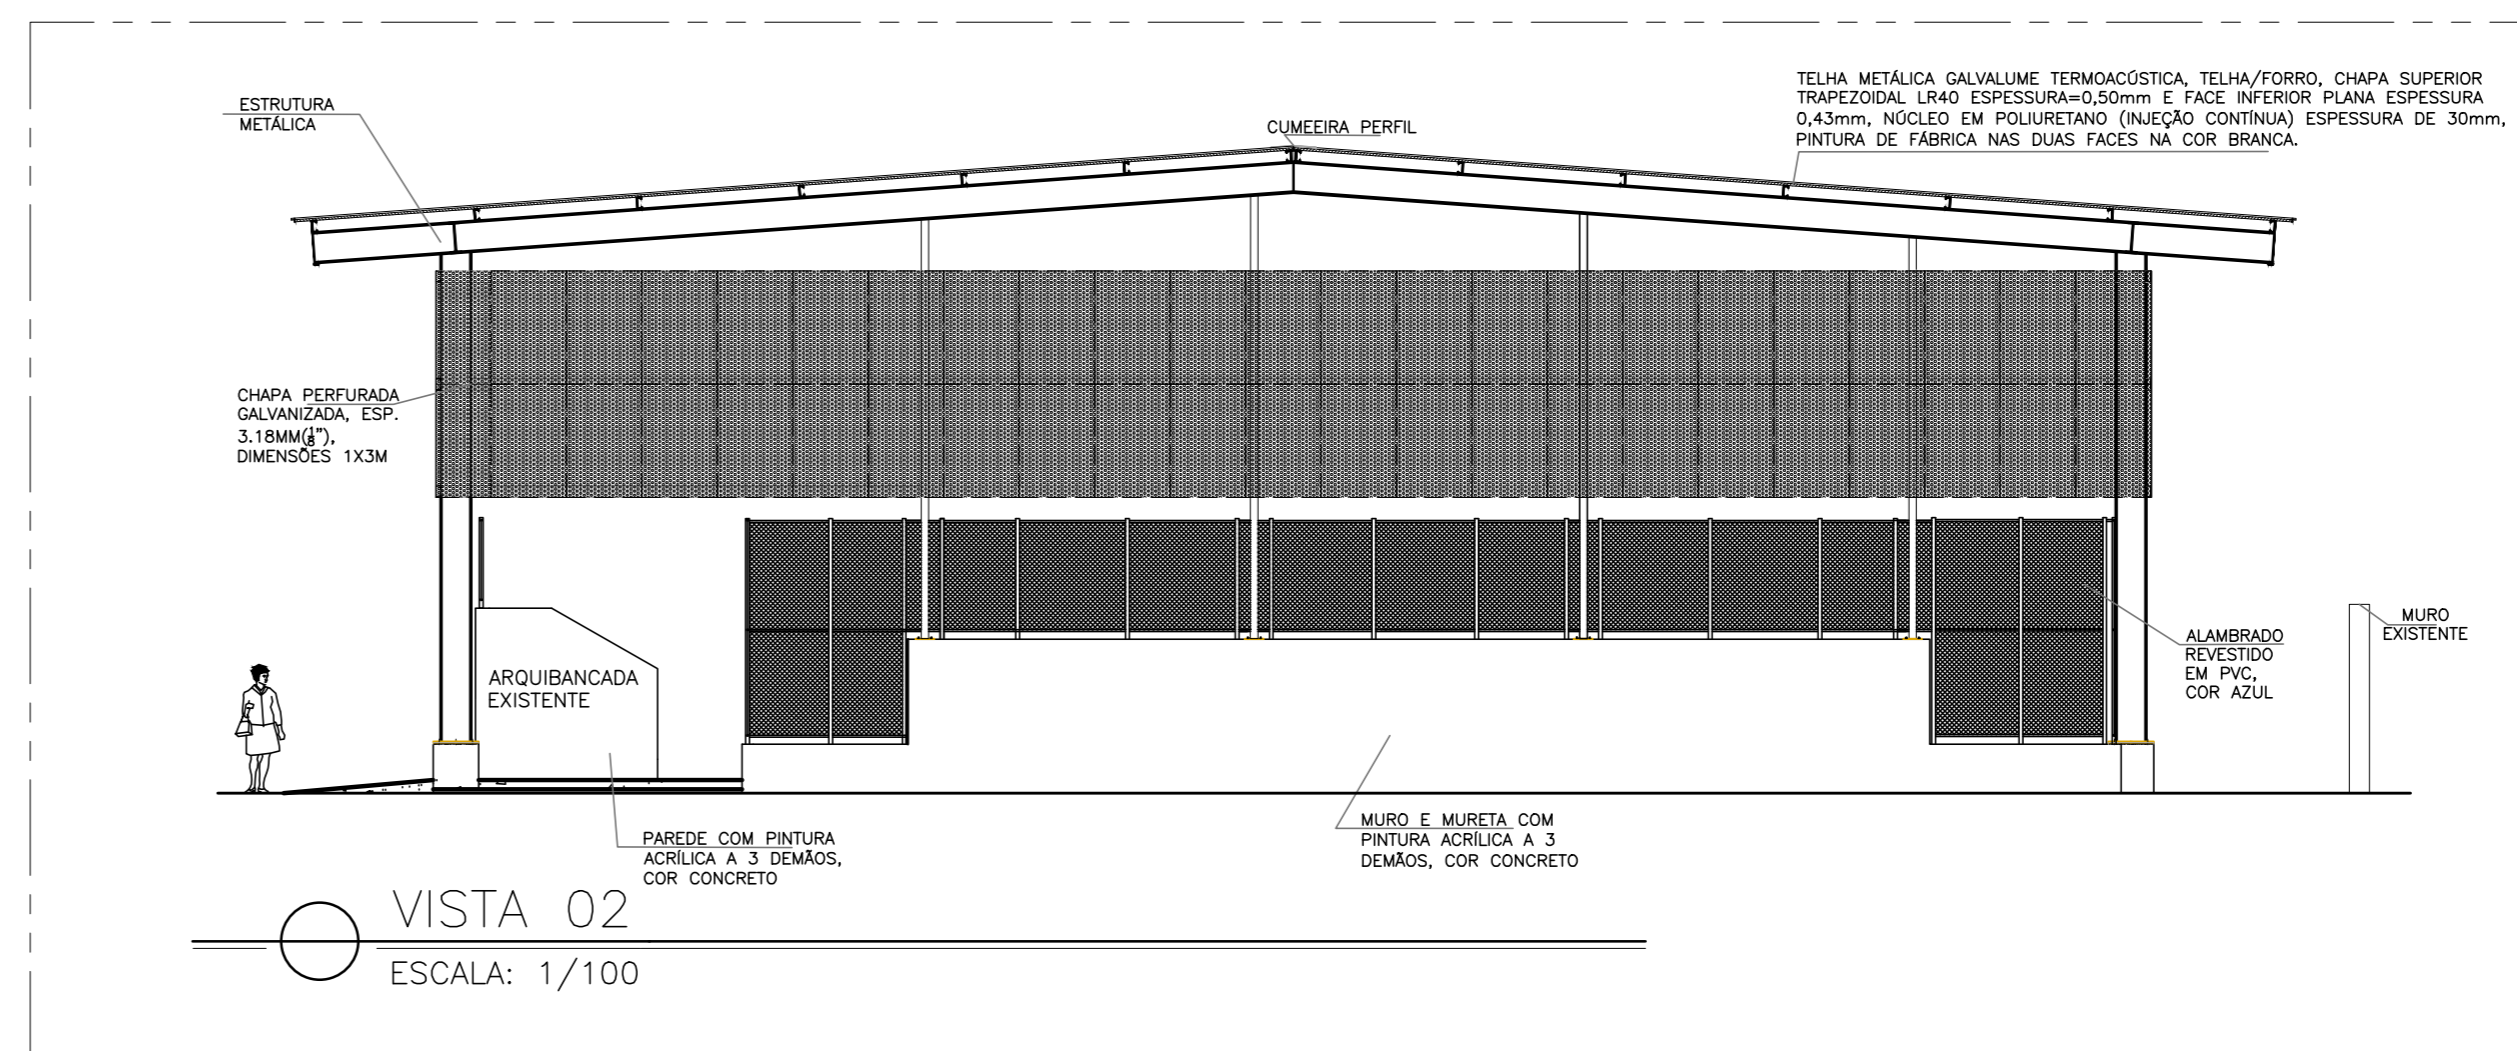 ESTRUTURA
METÁLICA
CUMEEIRA PERFIL
TELHA METÁLICA GALVALUME TERMOACÚSTICA, TELHA/FORRO, CHAPA SUPERIOR
TRAPEZOIDAL LR40 ESPESSURA=0,50mm E FACE INFERIOR PLANA ESPESSURA
0,43mm, NÚCLEO EM POLIURETANO (INJEÇÃO CONTÍNUA) ESPESSURA DE 30mm,
PINTURA DE FÁBRICA NAS DUAS FACES NA COR BRANCA.
CHAPA PERFURADA
GALVANIZADA, ESP.
3.18MM(1/8"),
DIMENSÕES 1X3M
ARQUIBANCADA
EXISTENTE
ALAMBRADO
REVESTIDO
EM PVC,
COR AZUL
MURO
EXISTENTE
PAREDE COM PINTURA
ACRÍLICA A 3 DEMÃOS,
COR CONCRETO
MURO E MURETA COM
PINTURA ACRÍLICA A 3
DEMÃOS, COR CONCRETO
VISTA 02
ESCALA: 1/100